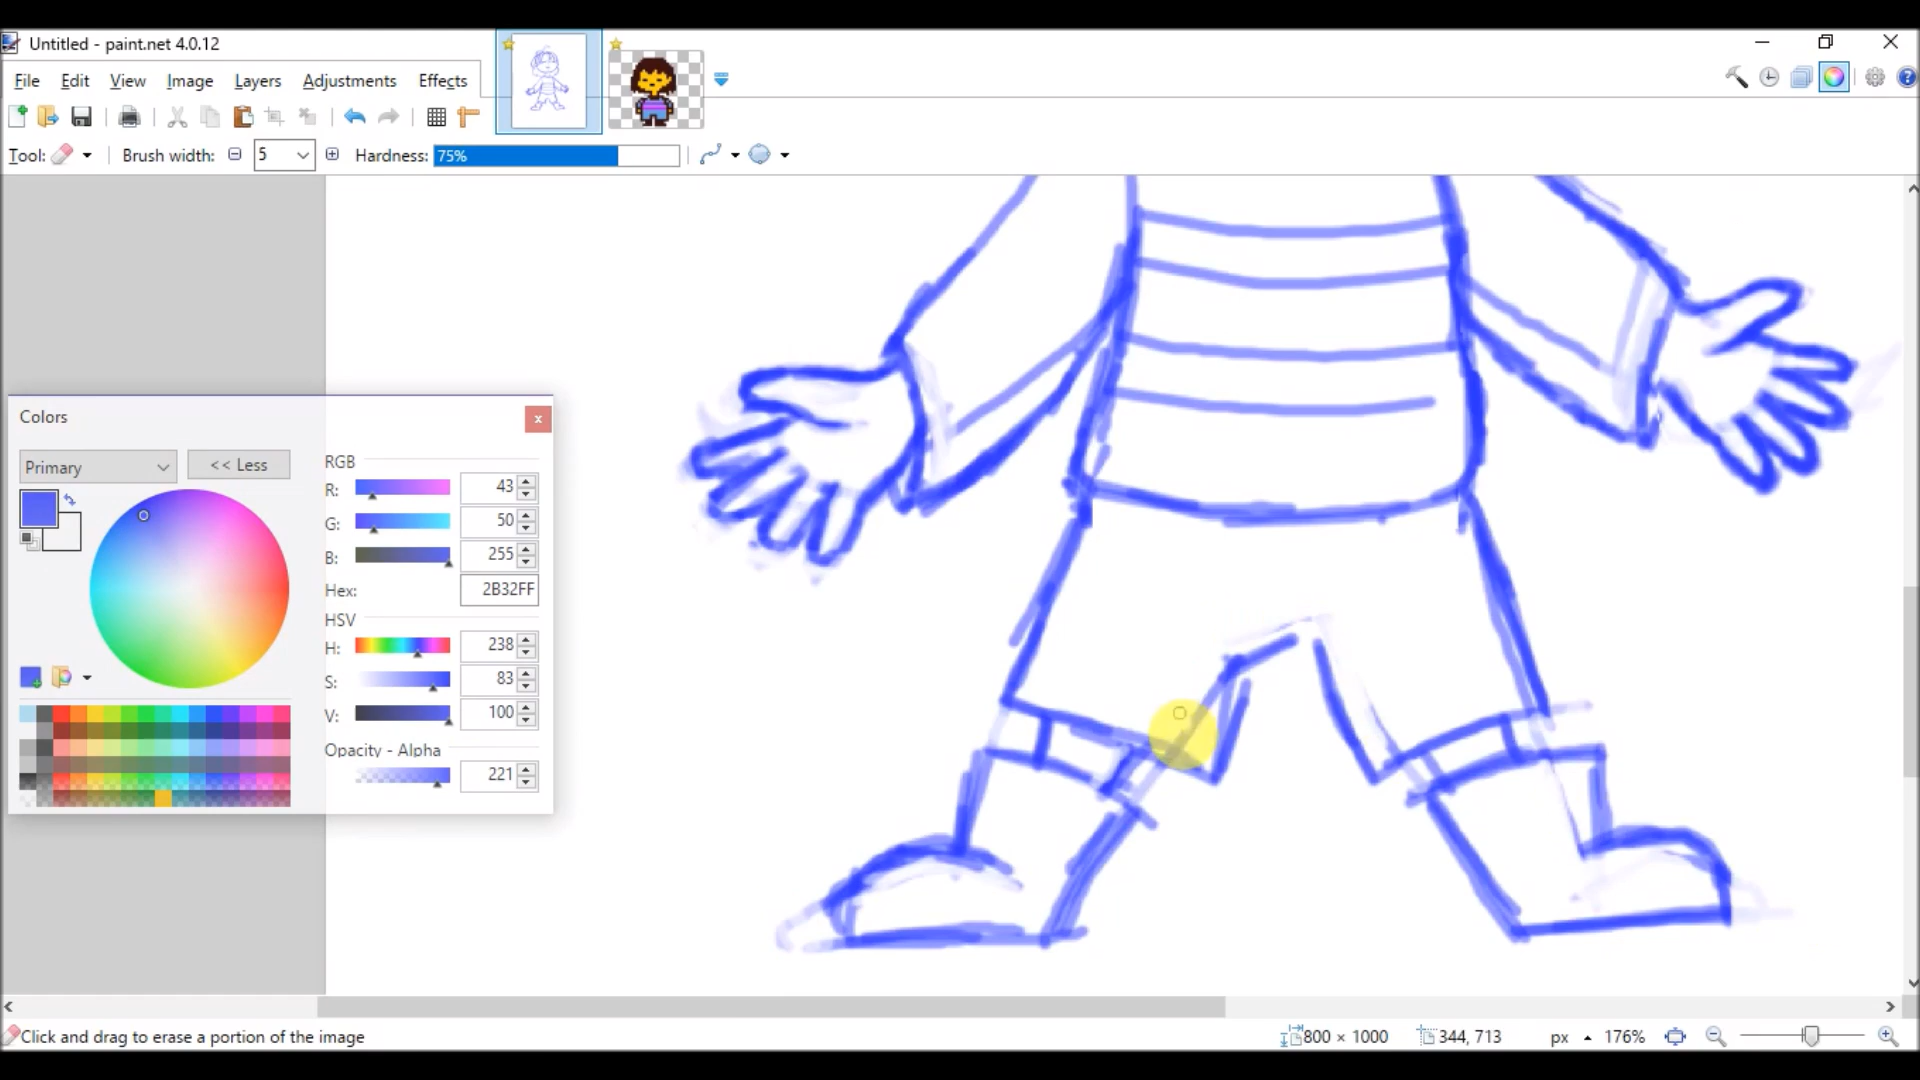 Untitled - paint.net 4.0.12
File Edit View Image Layers Adjustments Effects
Tool: Brush width: 5 Hardness: 75%
Colors
x
Primary << Less
RGB
R: 43
G: 50
B: 255
Hex: 2B32FF
HSV
H: 238
S: 83
V: 100
Opacity - Alpha
221
Click and drag to erase a portion of the image 800 × 1000 344, 713 px 176%